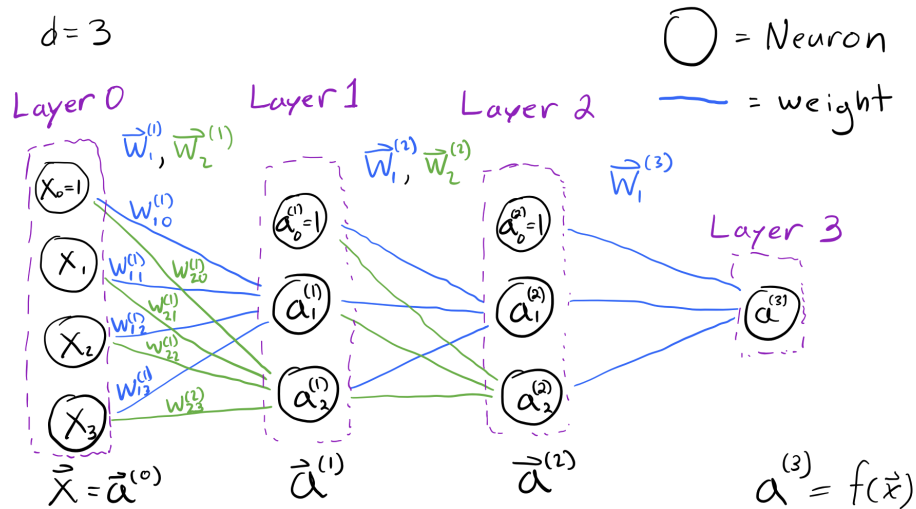 d = 3
◯ = Neuron
— = weight
Layer 0
Layer 1
Layer 2
Layer 3
w⃗₁⁽¹⁾, w⃗₂⁽¹⁾
w⃗₁⁽²⁾, w⃗₂⁽²⁾
w⃗₁⁽³⁾
x₀=1
x₁
x₂
x₃
w₁₀⁽¹⁾
w₁₁⁽¹⁾
w₂₀⁽¹⁾
w₂₁⁽¹⁾
w₁₂⁽¹⁾
w₂₂⁽¹⁾
w₁₃⁽¹⁾
w₂₃⁽²⁾
a₀⁽¹⁾=1
a₁⁽¹⁾
a₂⁽¹⁾
a₀⁽²⁾=1
a₁⁽²⁾
a₂⁽²⁾
a⁽³⁾
x⃗ = a⃗⁽⁰⁾
a⃗⁽¹⁾
a⃗⁽²⁾
a⁽³⁾ = f(x⃗)